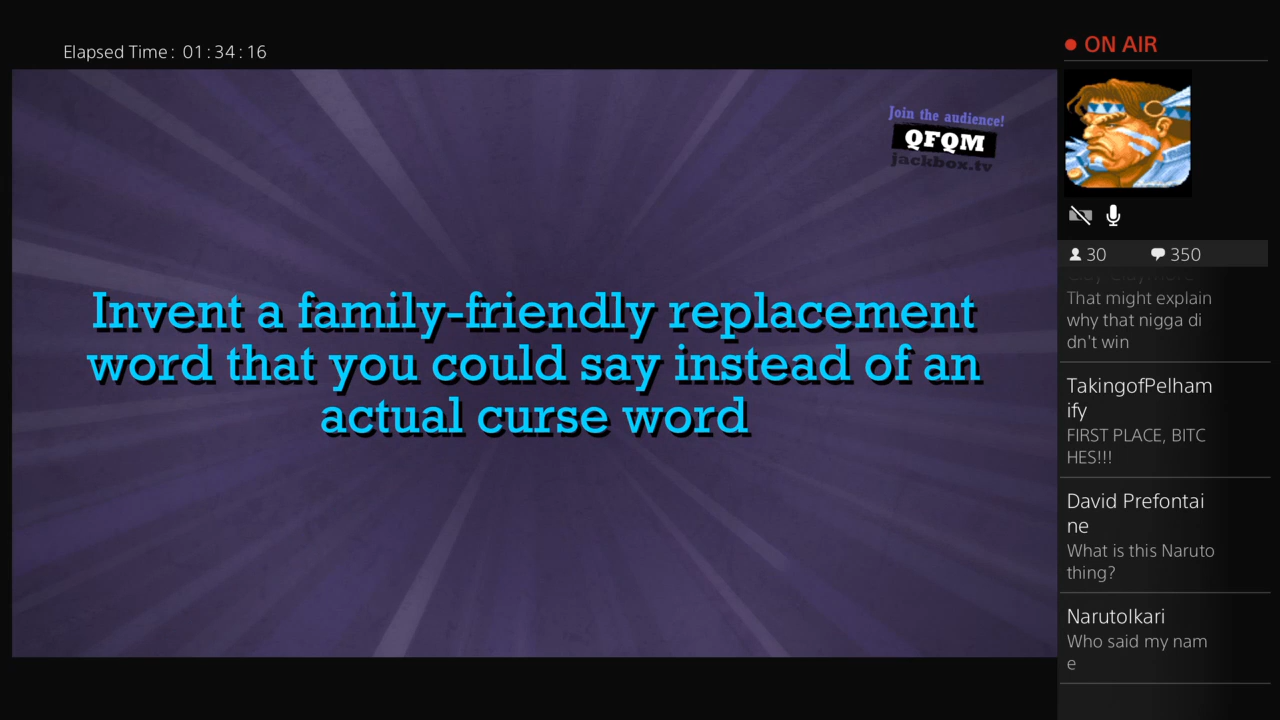 Elapsed Time: 01:34:16
ON AIR
Join the audience!
QFQM
jackbox.tv
30 350
Invent a family-friendly replacement
word that you could say instead of an
actual curse word
That might explain
why that nigga di
dn't win
TakingofPelham
ify
FIRST PLACE, BITC
HES!!!
David Prefontai
ne
What is this Naruto
thing?
NarutoIkari
Who said my nam
e